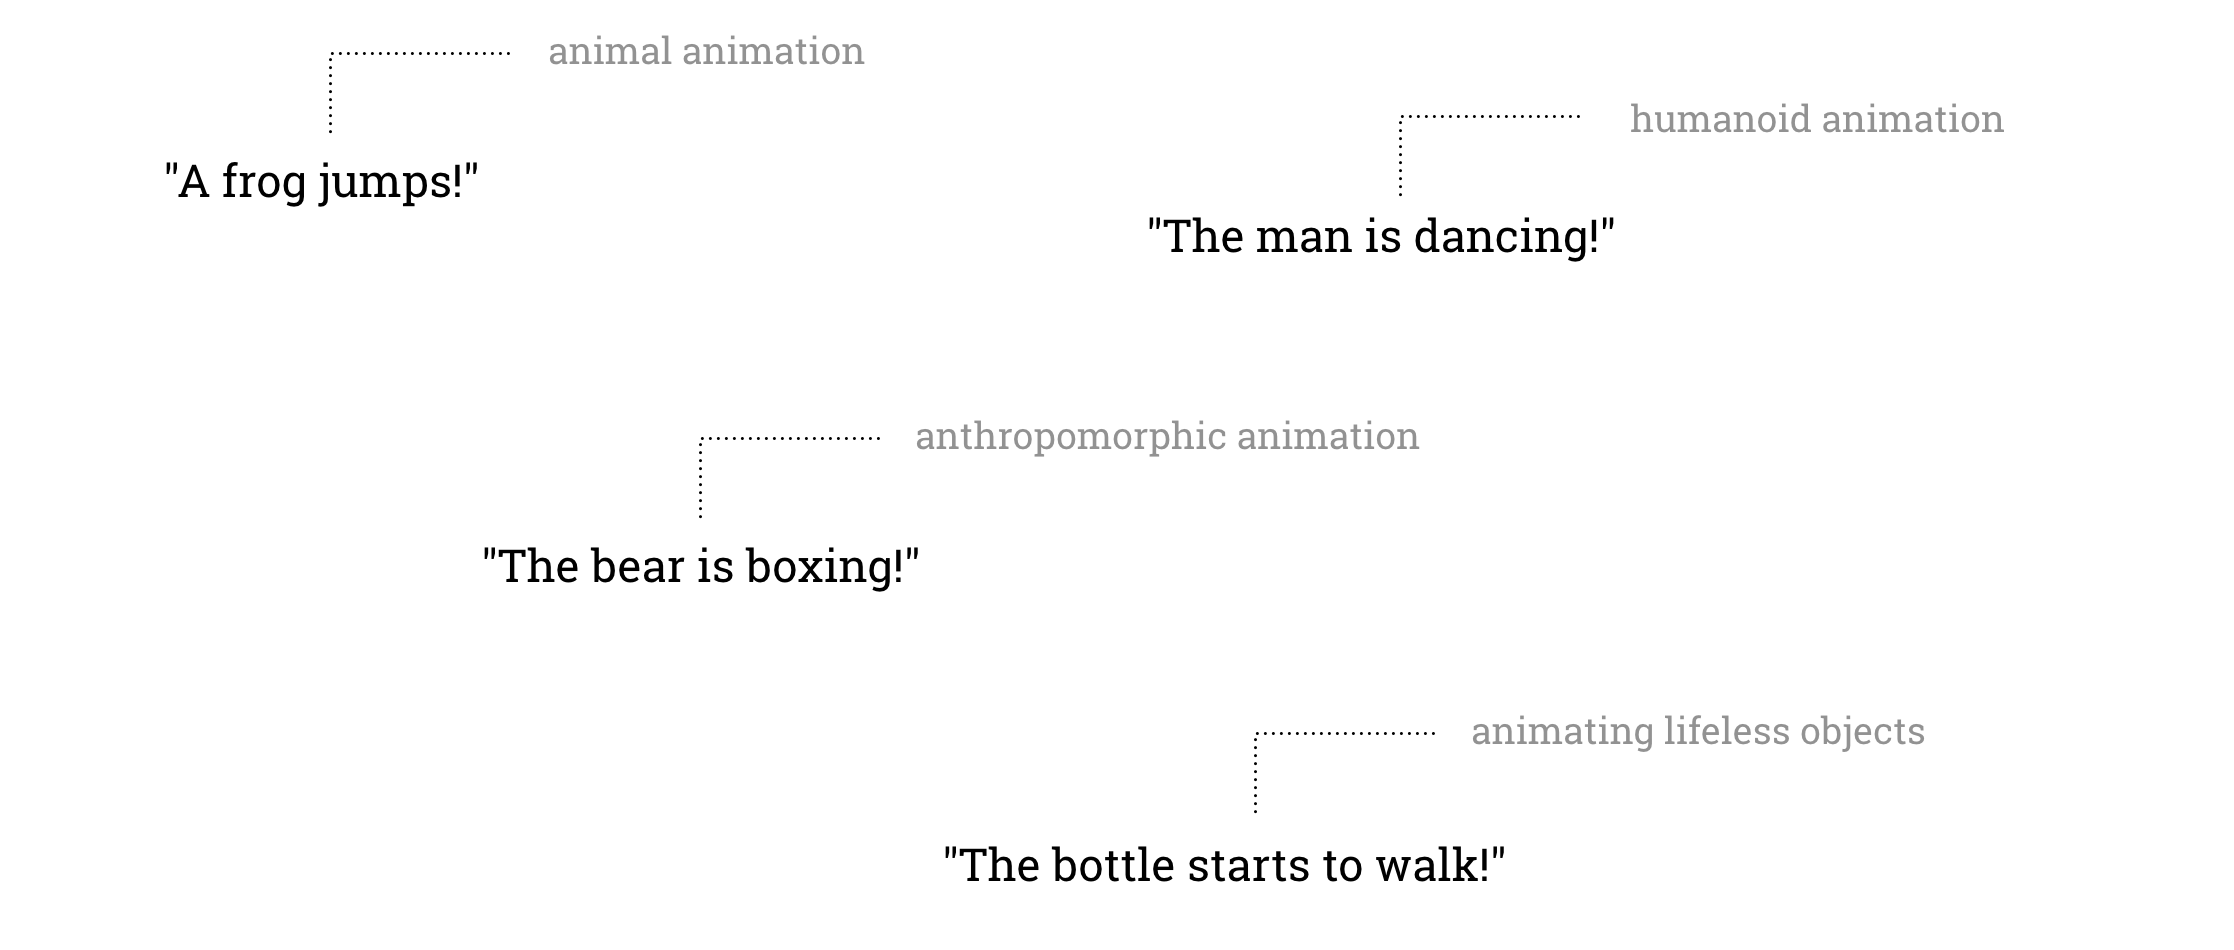 animal animation
"A frog jumps!"
humanoid animation
"The man is dancing!"
anthropomorphic animation
"The bear is boxing!"
animating lifeless objects
"The bottle starts to walk!"